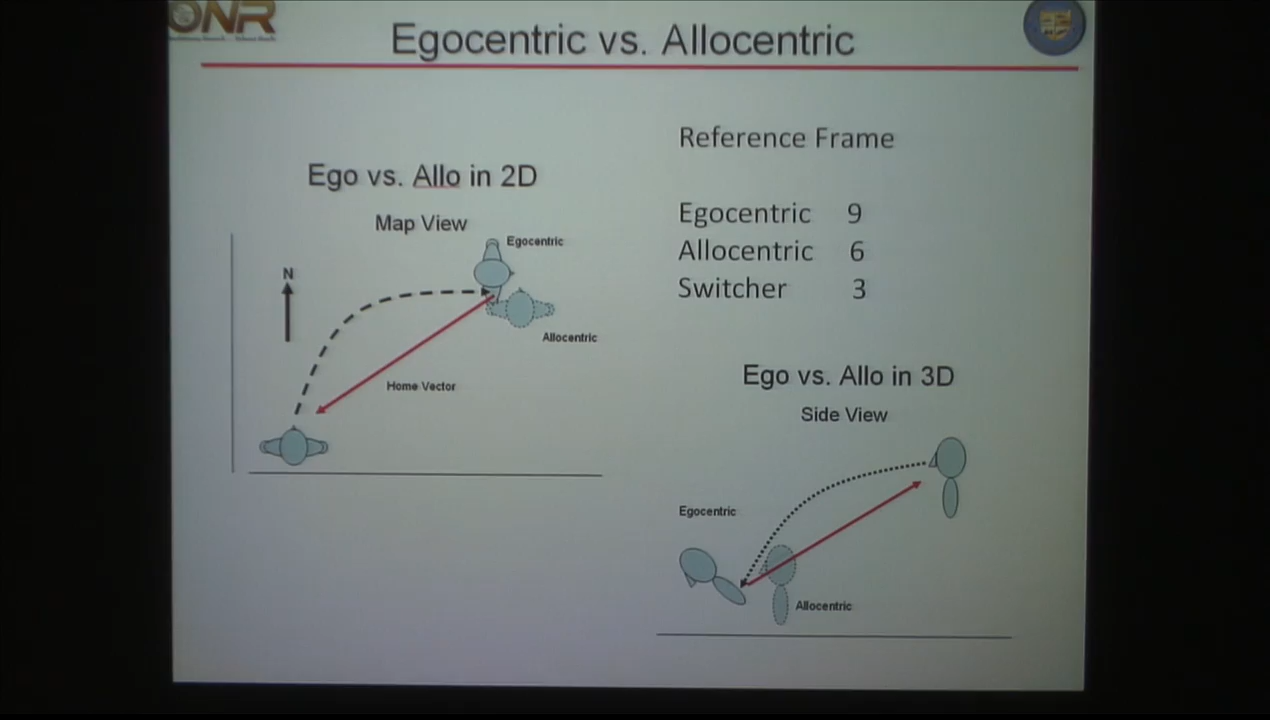 ONR
Egocentric vs. Allocentric
Reference Frame
Egocentric 9
Allocentric 6
Switcher 3
Ego vs. Allo in 2D
Map View
Egocentric
N
Allocentric
Home Vector
Ego vs. Allo in 3D
Side View
Egocentric
Allocentric